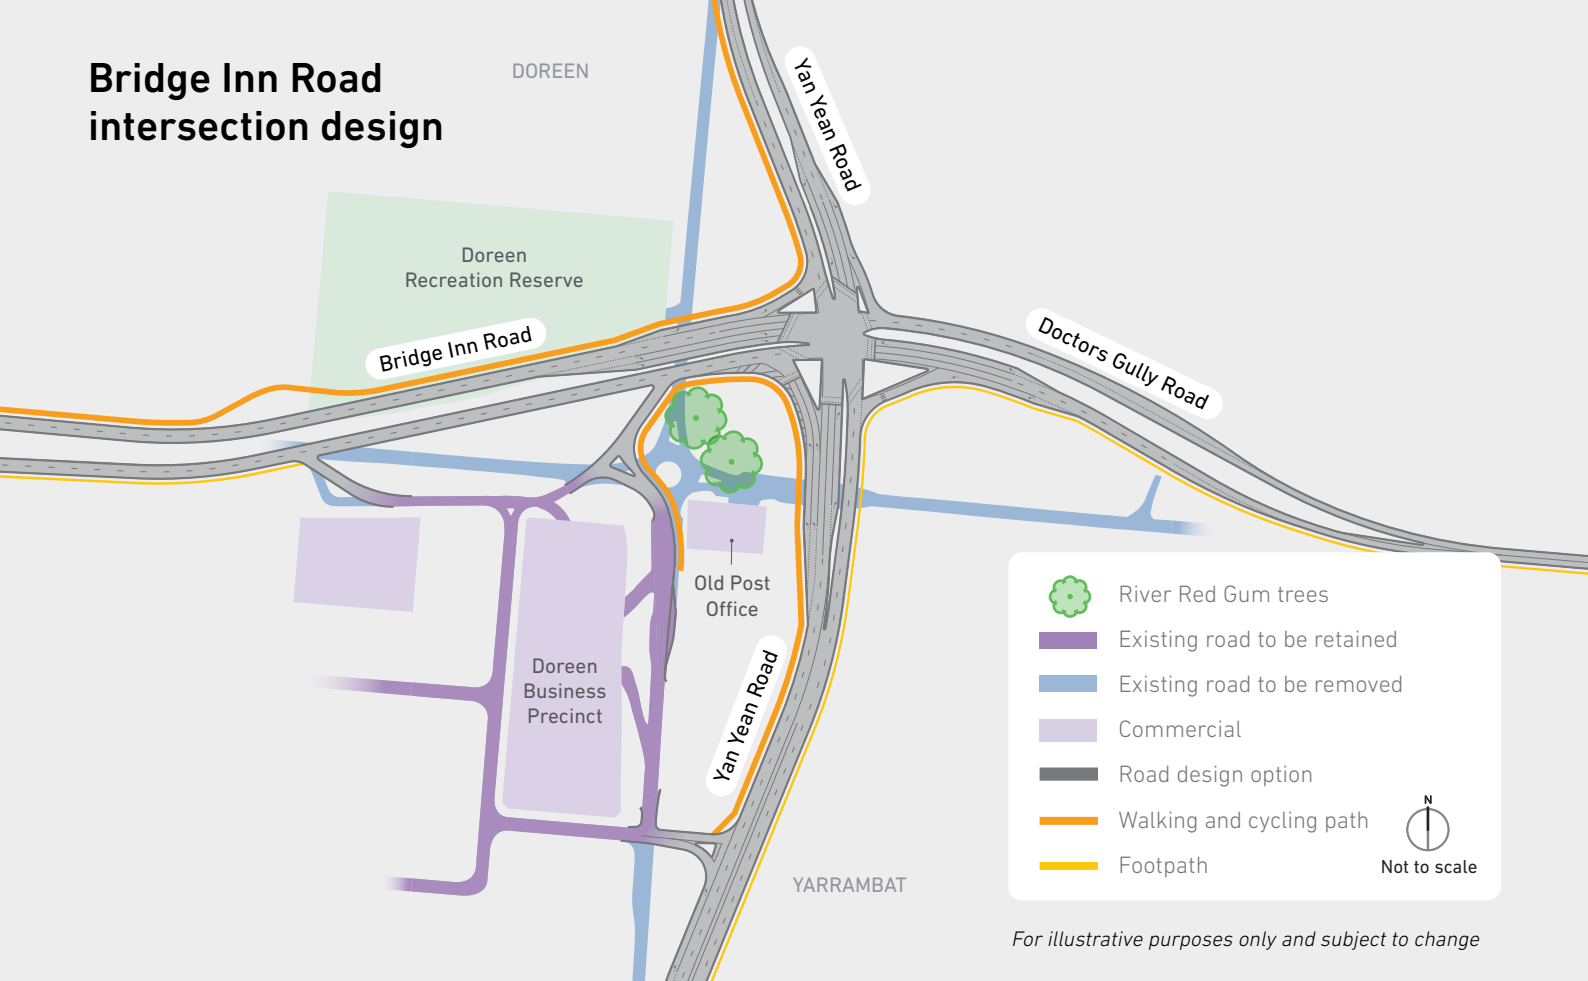 Bridge Inn Road
intersection design
DOREEN
Yan Yean Road
Doreen
Recreation Reserve
Bridge Inn Road
Doctors Gully Road
Old Post
Office
Doreen
Business
Precinct
Yan Yean Road
YARRAMBAT
River Red Gum trees
Existing road to be retained
Existing road to be removed
Commercial
Road design option
Walking and cycling path
Footpath
N
Not to scale
For illustrative purposes only and subject to change